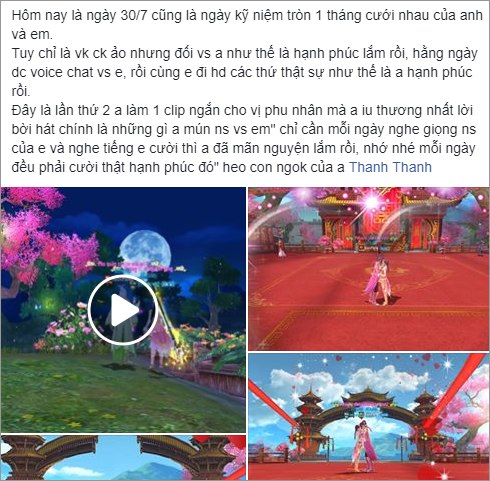 Hôm nay là ngày 30/7 cũng là ngày kỹ niệm tròn 1 tháng cưới nhau của anh
và em.
Tuy chỉ là vk ck ảo nhưng đối vs a như thế là hạnh phúc lắm rồi, hằng ngày
dc voice chat vs e, rồi cùng e đi hd các thứ thật sự như thế là a hạnh phúc
rồi.
Đây là lần thứ 2 a làm 1 clip ngắn cho vị phu nhân mà a iu thương nhất lời
bời hát chính là những gì a mún ns vs em" chỉ cần mỗi ngày nghe giọng ns
của e và nghe tiếng e cười thì a đã mãn nguyện lắm rồi, nhớ nhé mỗi ngày
đều phải cười thật hạnh phúc đó" heo con ngok của a Thanh Thanh